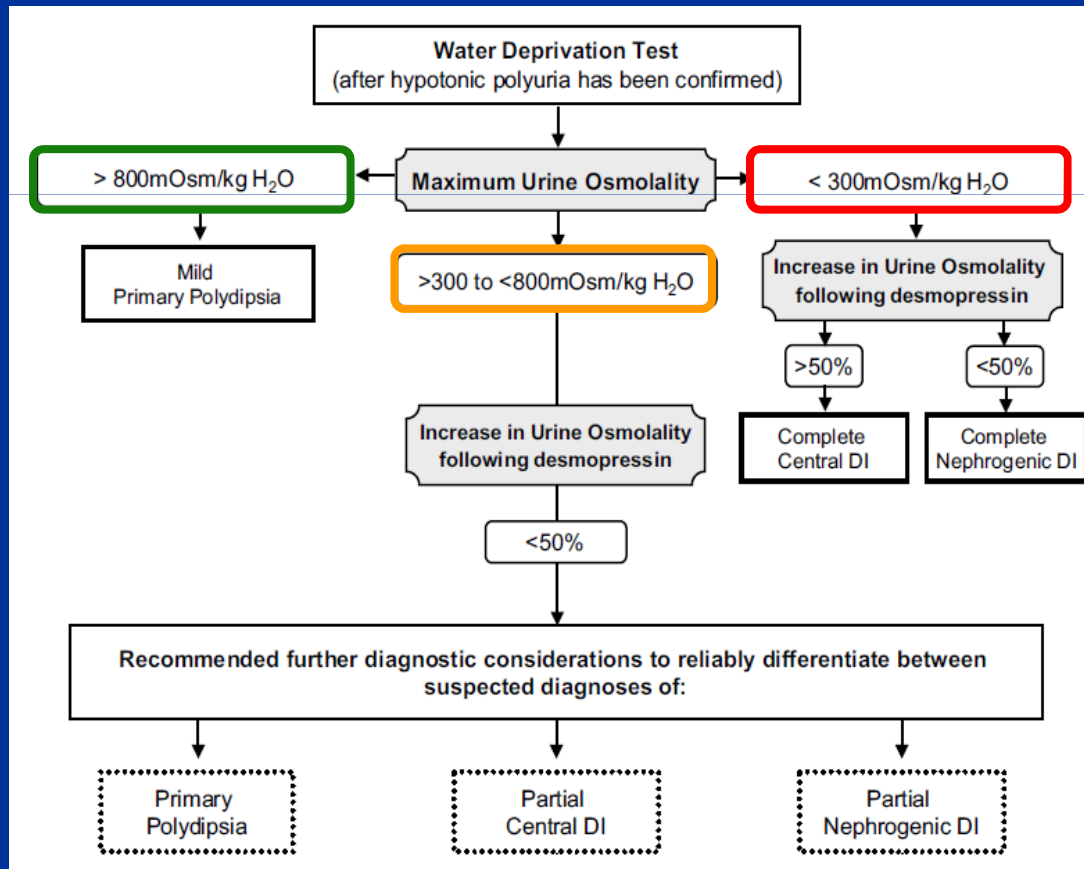 Water Deprivation Test
(after hypotonic polyuria has been confirmed)
> 800mOsm/kg H₂O
Maximum Urine Osmolality
< 300mOsm/kg H₂O
Mild
Primary Polydipsia
>300 to <800mOsm/kg H₂O
Increase in Urine Osmolality
following desmopressin
>50%
<50%
Complete
Central DI
Complete
Nephrogenic DI
Increase in Urine Osmolality
following desmopressin
<50%
Recommended further diagnostic considerations to reliably differentiate between
suspected diagnoses of:
Primary
Polydipsia
Partial
Central DI
Partial
Nephrogenic DI